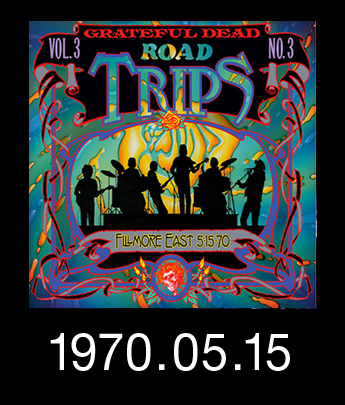 GRATEFUL DEAD
VOL. 3 ROAD NO. 3
TRIPS
FILLMORE EAST 5·15·70
1970.05.15